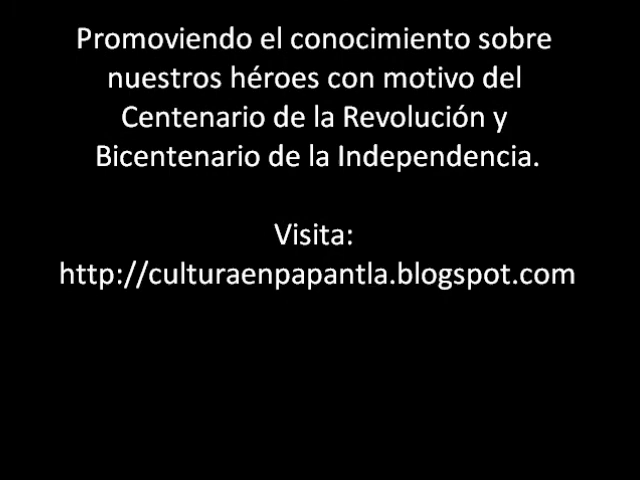 Promoviendo el conocimiento sobre
nuestros héroes con motivo del
Centenario de la Revolución y
Bicentenario de la Independencia.
Visita:
http://culturaenpapantla.blogspot.com